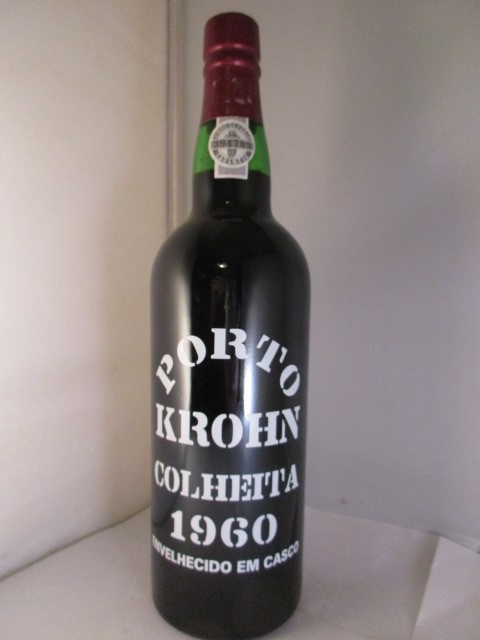 PORTO
KROHN
COLHEITA
1960
ENVELHECIDO EM CASCO